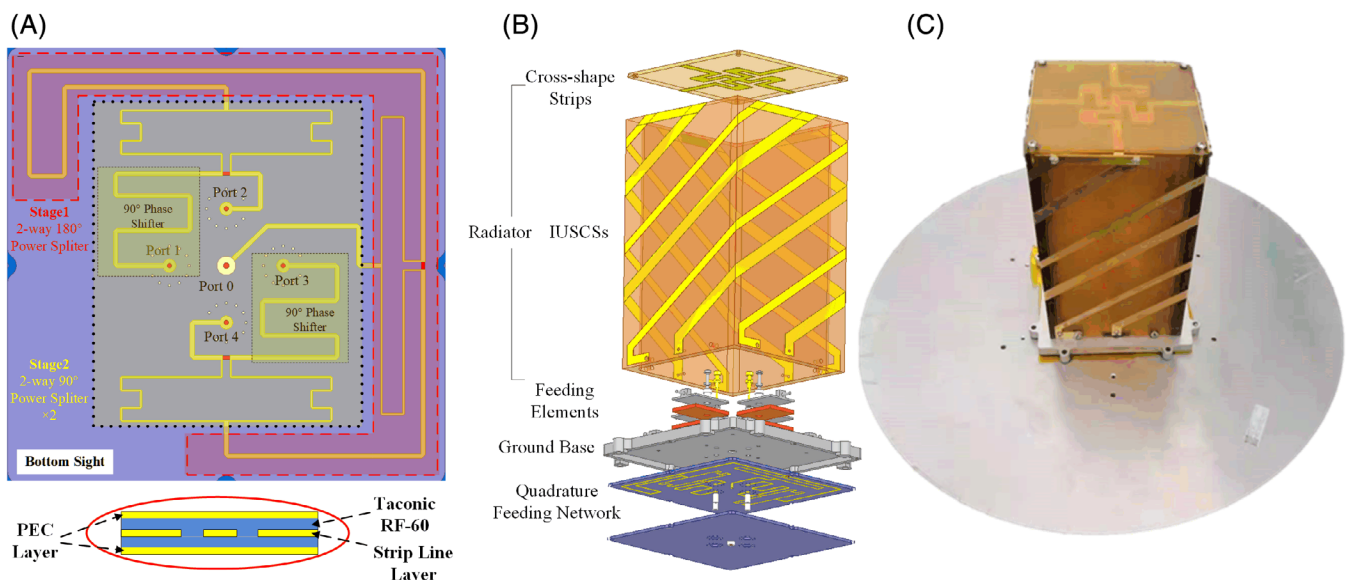 (A)
Port 2
90° Phase
Shifter
Port 1
Stage1
2-way 180°
Power Spliter
Port 0
Port 3
90° Phase
Shifter
Port 4
Stage2
2-way 90°
Power Spliter
×2
Bottom Sight
PEC
Layer
Taconic
RF-60
Strip Line
Layer
(B)
Cross-shape
Strips
Radiator
IUSCSs
Feeding
Elements
Ground Base
Quadrature
Feeding Network
(C)